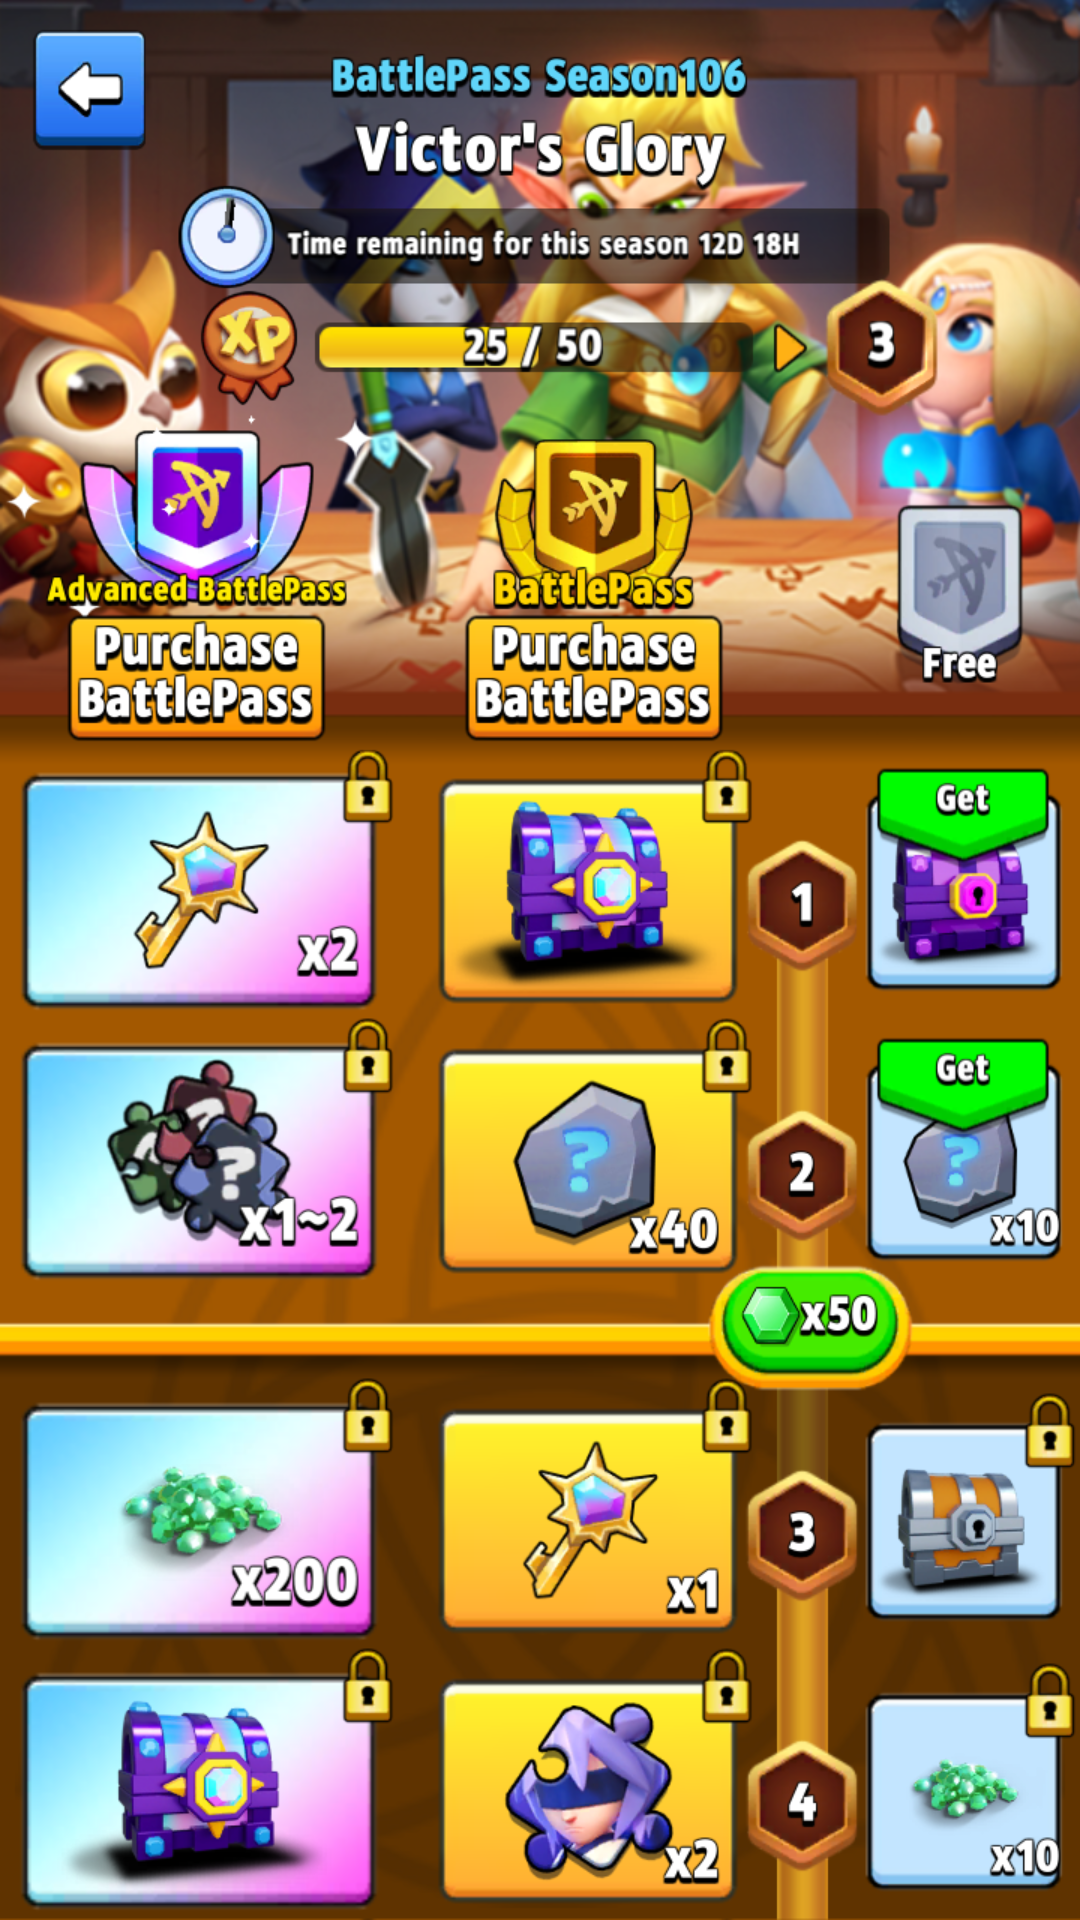 BattlePass Season106
Victor's Glory
Time remaining for this season 12D 18H
XP
25 / 50
3
Advanced BattlePass
BattlePass
Free
Purchase
BattlePass
Purchase
BattlePass
x2
1
Get
x1~2
?
?
x40
2
Get
?
x10
x50
x200
x1
3
x2
4
x10